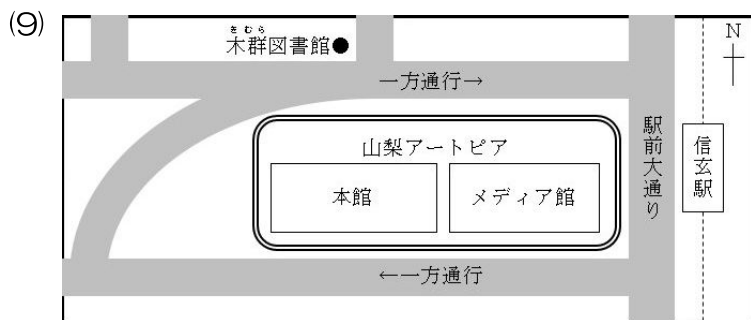 (9)
きむら
木群図書館●
N
一方通行→
山梨アートピア
本館
メディア館
駅前大通り
信玄駅
←一方通行